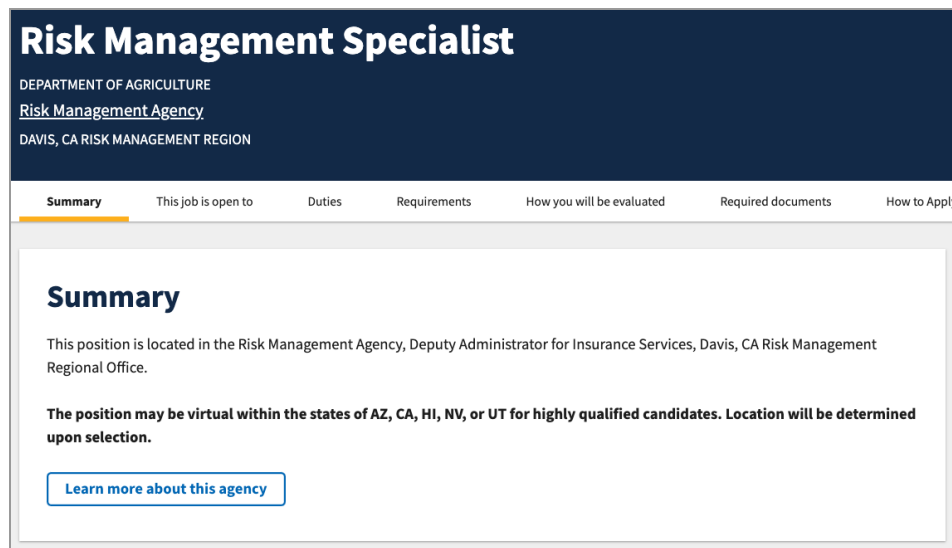 Risk Management Specialist
DEPARTMENT OF AGRICULTURE
Risk Management Agency
DAVIS, CA RISK MANAGEMENT REGION
Summary
This job is open to
Duties
Requirements
How you will be evaluated
Required documents
How to Appl
Summary
This position is located in the Risk Management Agency, Deputy Administrator for Insurance Services, Davis, CA Risk Management
Regional Office.
The position may be virtual within the states of AZ, CA, HI, NV, or UT for highly qualified candidates. Location will be determined
upon selection.
Learn more about this agency